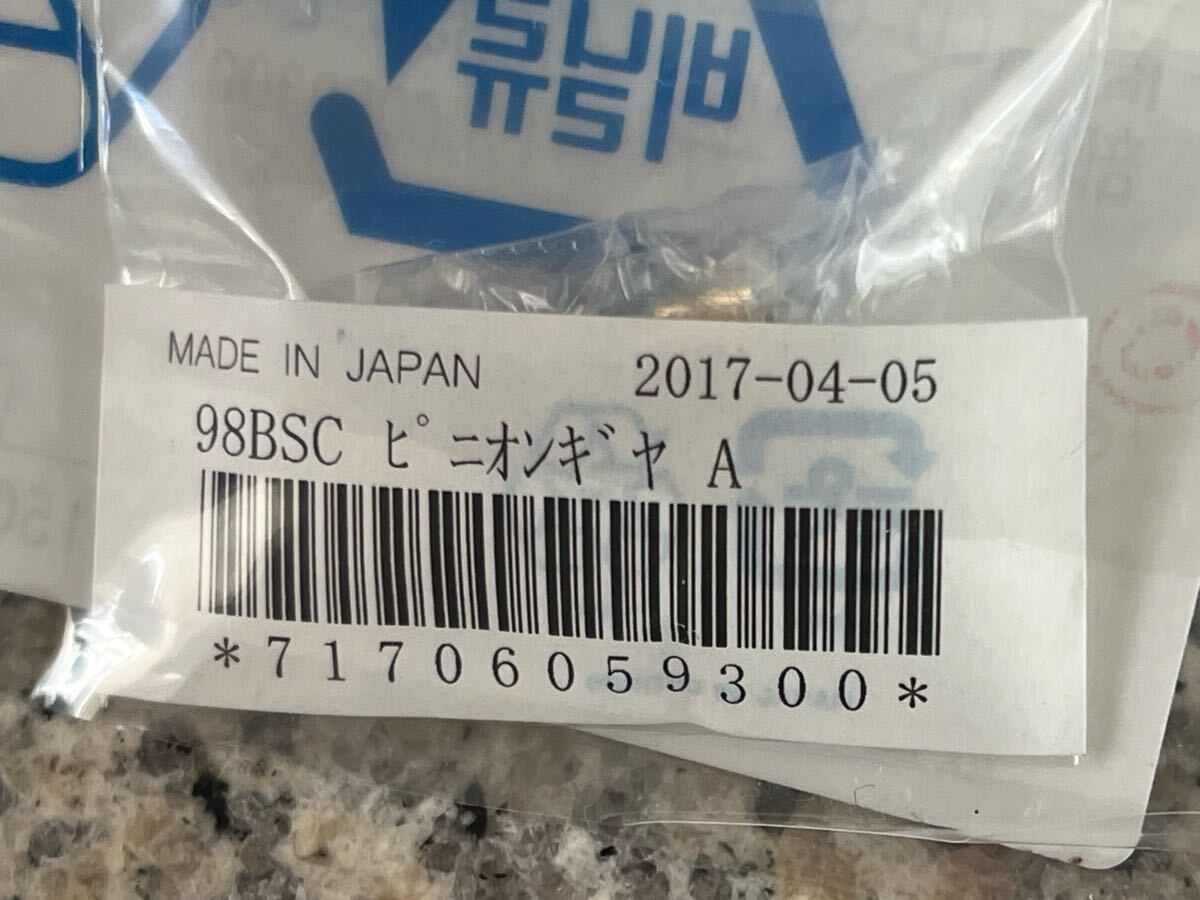 MADE IN JAPAN 2017-04-05
98BSC ﾋﾟﾆｵﾝｷﾞﾔ A
*71706059300*